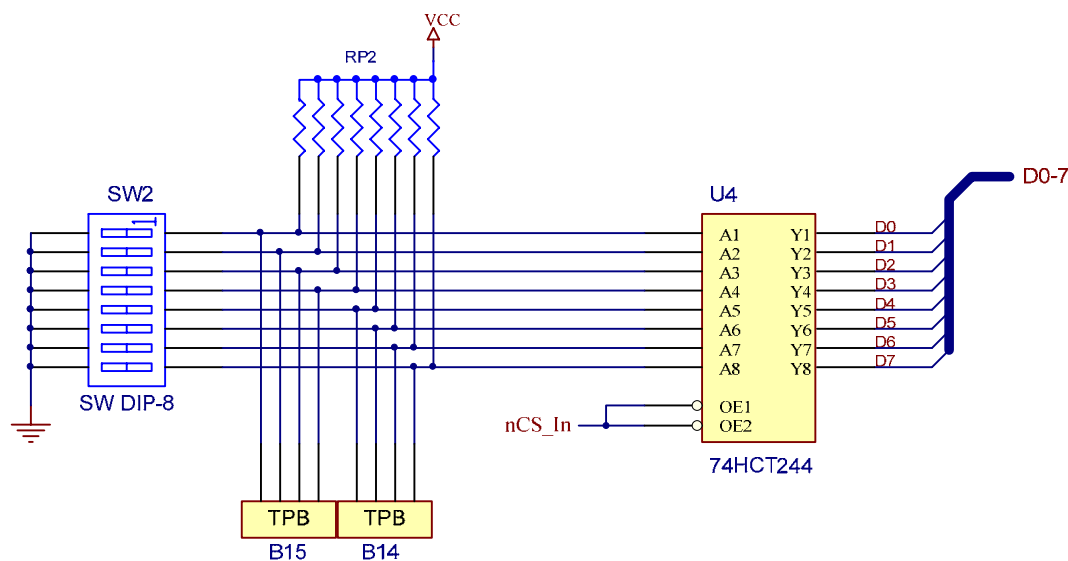 VCC
RP2
D0-7
SW2
U4
1
A1 Y1 D0
A2 Y2 D1
A3 Y3 D2
A4 Y4 D3
A5 Y5 D4
A6 Y6 D5
A7 Y7 D6
A8 Y8 D7
SW DIP-8
OE1
nCS_In
OE2
74HCT244
TPB TPB
B15 B14